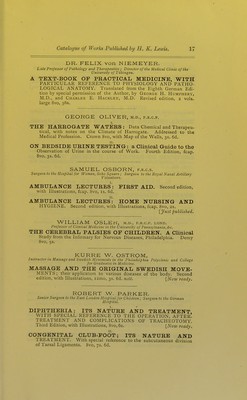 Catalogue of Works Published by H. K. Lewis. 17
DR. FELIX von NIEMEYER.
Late Professor of Pathology and Therapeutics; Director of the Medical Clinic of the
University of Tübingen.
A TEXT-BOOK OF PRACTICAL MEDICINE, WITH
PARTICULAR REFERENCE TO PHYSIOLOGY AND PATHO-
LOGICAL ANATOMY. Translated from the Eighth German Edi-
tion by special permission of the Author, by GEORGE H. HUMPHREY,
M.D., and CHARLES E. HACKLEY, M.D. Revised edition, 2 vols,
large 8vo, 36s.
GEORGE OLIVER, M.D., F.R.C.P.
I.
THE HARROGATE WATERS: Data Chemical and Therapeu-
tical, with notes on the Climate of Harrogate. Addressed to the
Medical Profession. Crown 8vo, with Map of the Wells, 3s. 6d.
II.
ON BEDSIDE URINE TESTING: a Clinical Guide to the
Observation of Urine in the course of Work. Fourth Edition, fcap.
8vo, 3s. 6d.
SAMUEL OSBORN, F.R.C.S.
Surgeon to the Hospital for Women, Soho Square; Surgeon to the Royal Naval Artillery
Volunteers.
I.
AMBULANCE LECTURES: FIRST AID. Second edition,
with illustrations, fcap. 8vo, 2s.
II.
AMBULANCE LECTURES: HOME NURSING AND
HYGIENE. Second edition, with Illustrations, fcap. 8vo, 2s.
[Just published.
WILLIAM OSLER, M.D., F.R.C.P. LOND.
Professor of Clinical Medicine in the University of Pennsylvania, &c.
THE CEREBRAL PALSIES OF CHILDREN. A Clinical
Study from the Infirmary for Nervous Diseases, Philadelphia. Demy
8vo, 5s.
KURRE W. OSTROM.
Instructor in Massage and Swedish Movements in the Philadelphia Polyclinic and College
for Graduates in Medicine.
MASSAGE AND THE ORIGINAL SWEDISH MOVE-
MENTS; their application to various diseases of the body. Second
edition, with Illustrations, 12mo, 3s. 6d. nett. [Now ready.
ROBERT W. PARKER.
Senior Surgeon to the East London Hospital for Children, Surgeon to the German
Hospital.
I.
DIPHTHERIA: ITS NATURE AND TREATMENT,
WITH SPECIAL REFERENCE TO THE OPERATION, AFTER-
TREATMENT AND COMPLICATIONS OF TRACHEOTOMY.
Third Edition, with Illustrations, 8vo, 6s. [Now ready.
II.
CONGENITAL CLUB-FOOT; ITS NATURE AND
TREATMENT. With special reference to the subcutaneous division
of Tarsal Ligaments. 8vo, 7s. 6d.